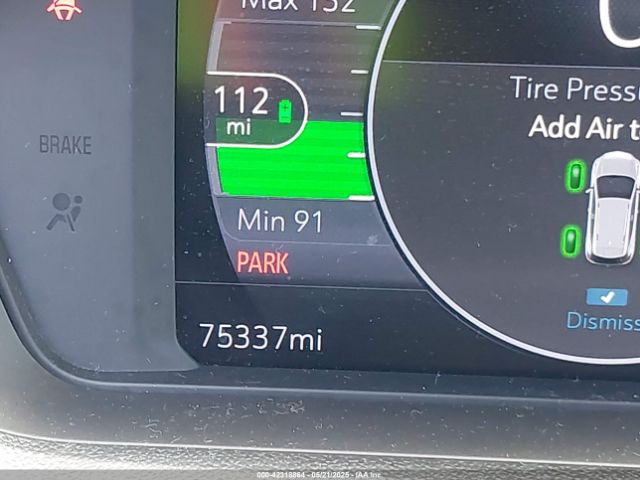 Max 132
112
mi
Tire Pressu
Add Air t
BRAKE
Min 91
PARK
Dismiss
75337mi
000-42318864 - 05/21/2025 - IAA Inc.